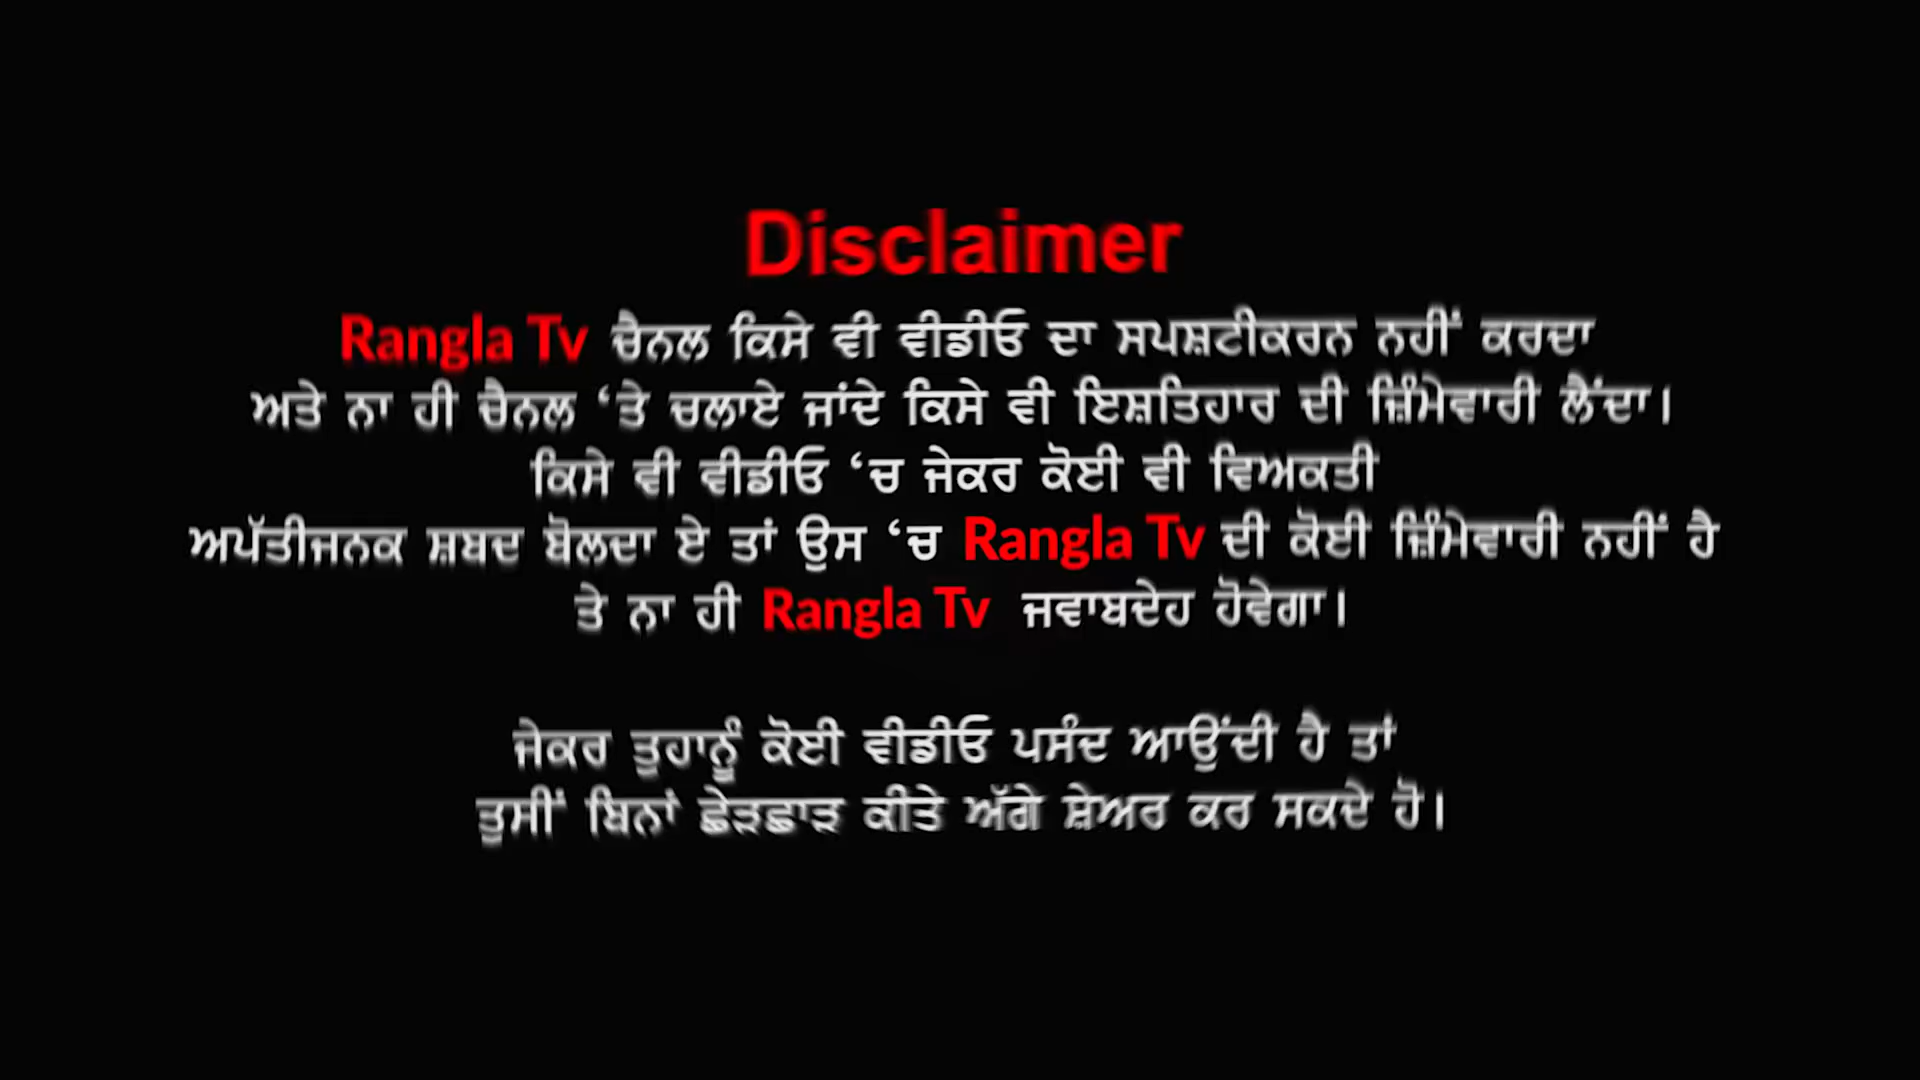 Disclaimer
Rangla Tv ਚੈਨਲ ਕਿਸੇ ਵੀ ਵੀਡੀਓ ਦਾ ਸਪਸ਼ਟੀਕਰਨ ਨਹੀਂ ਕਰਦਾ
ਅਤੇ ਨਾ ਹੀ ਚੈਨਲ ‘ਤੇ ਚਲਾਏ ਜਾਂਦੇ ਕਿਸੇ ਵੀ ਇਸ਼ਤਿਹਾਰ ਦੀ ਜ਼ਿੰਮੇਵਾਰੀ ਲੈਂਦਾ।
ਕਿਸੇ ਵੀ ਵੀਡੀਓ ‘ਚ ਜੇਕਰ ਕੋਈ ਵੀ ਵਿਅਕਤੀ
ਅਪੱਤੀਜਨਕ ਸ਼ਬਦ ਬੋਲਦਾ ਏ ਤਾਂ ਉਸ ‘ਚ Rangla Tv ਦੀ ਕੋਈ ਜ਼ਿੰਮੇਵਾਰੀ ਨਹੀਂ ਹੈ
ਤੇ ਨਾ ਹੀ Rangla Tv ਜਵਾਬਦੇਹ ਹੋਵੇਗਾ।
ਜੇਕਰ ਤੁਹਾਨੂੰ ਕੋਈ ਵੀਡੀਓ ਪਸੰਦ ਆਉਂਦੀ ਹੈ ਤਾਂ
ਤੁਸੀਂ ਬਿਨਾਂ ਛੇੜਛਾੜ ਕੀਤੇ ਅੱਗੇ ਸ਼ੇਅਰ ਕਰ ਸਕਦੇ ਹੋ।